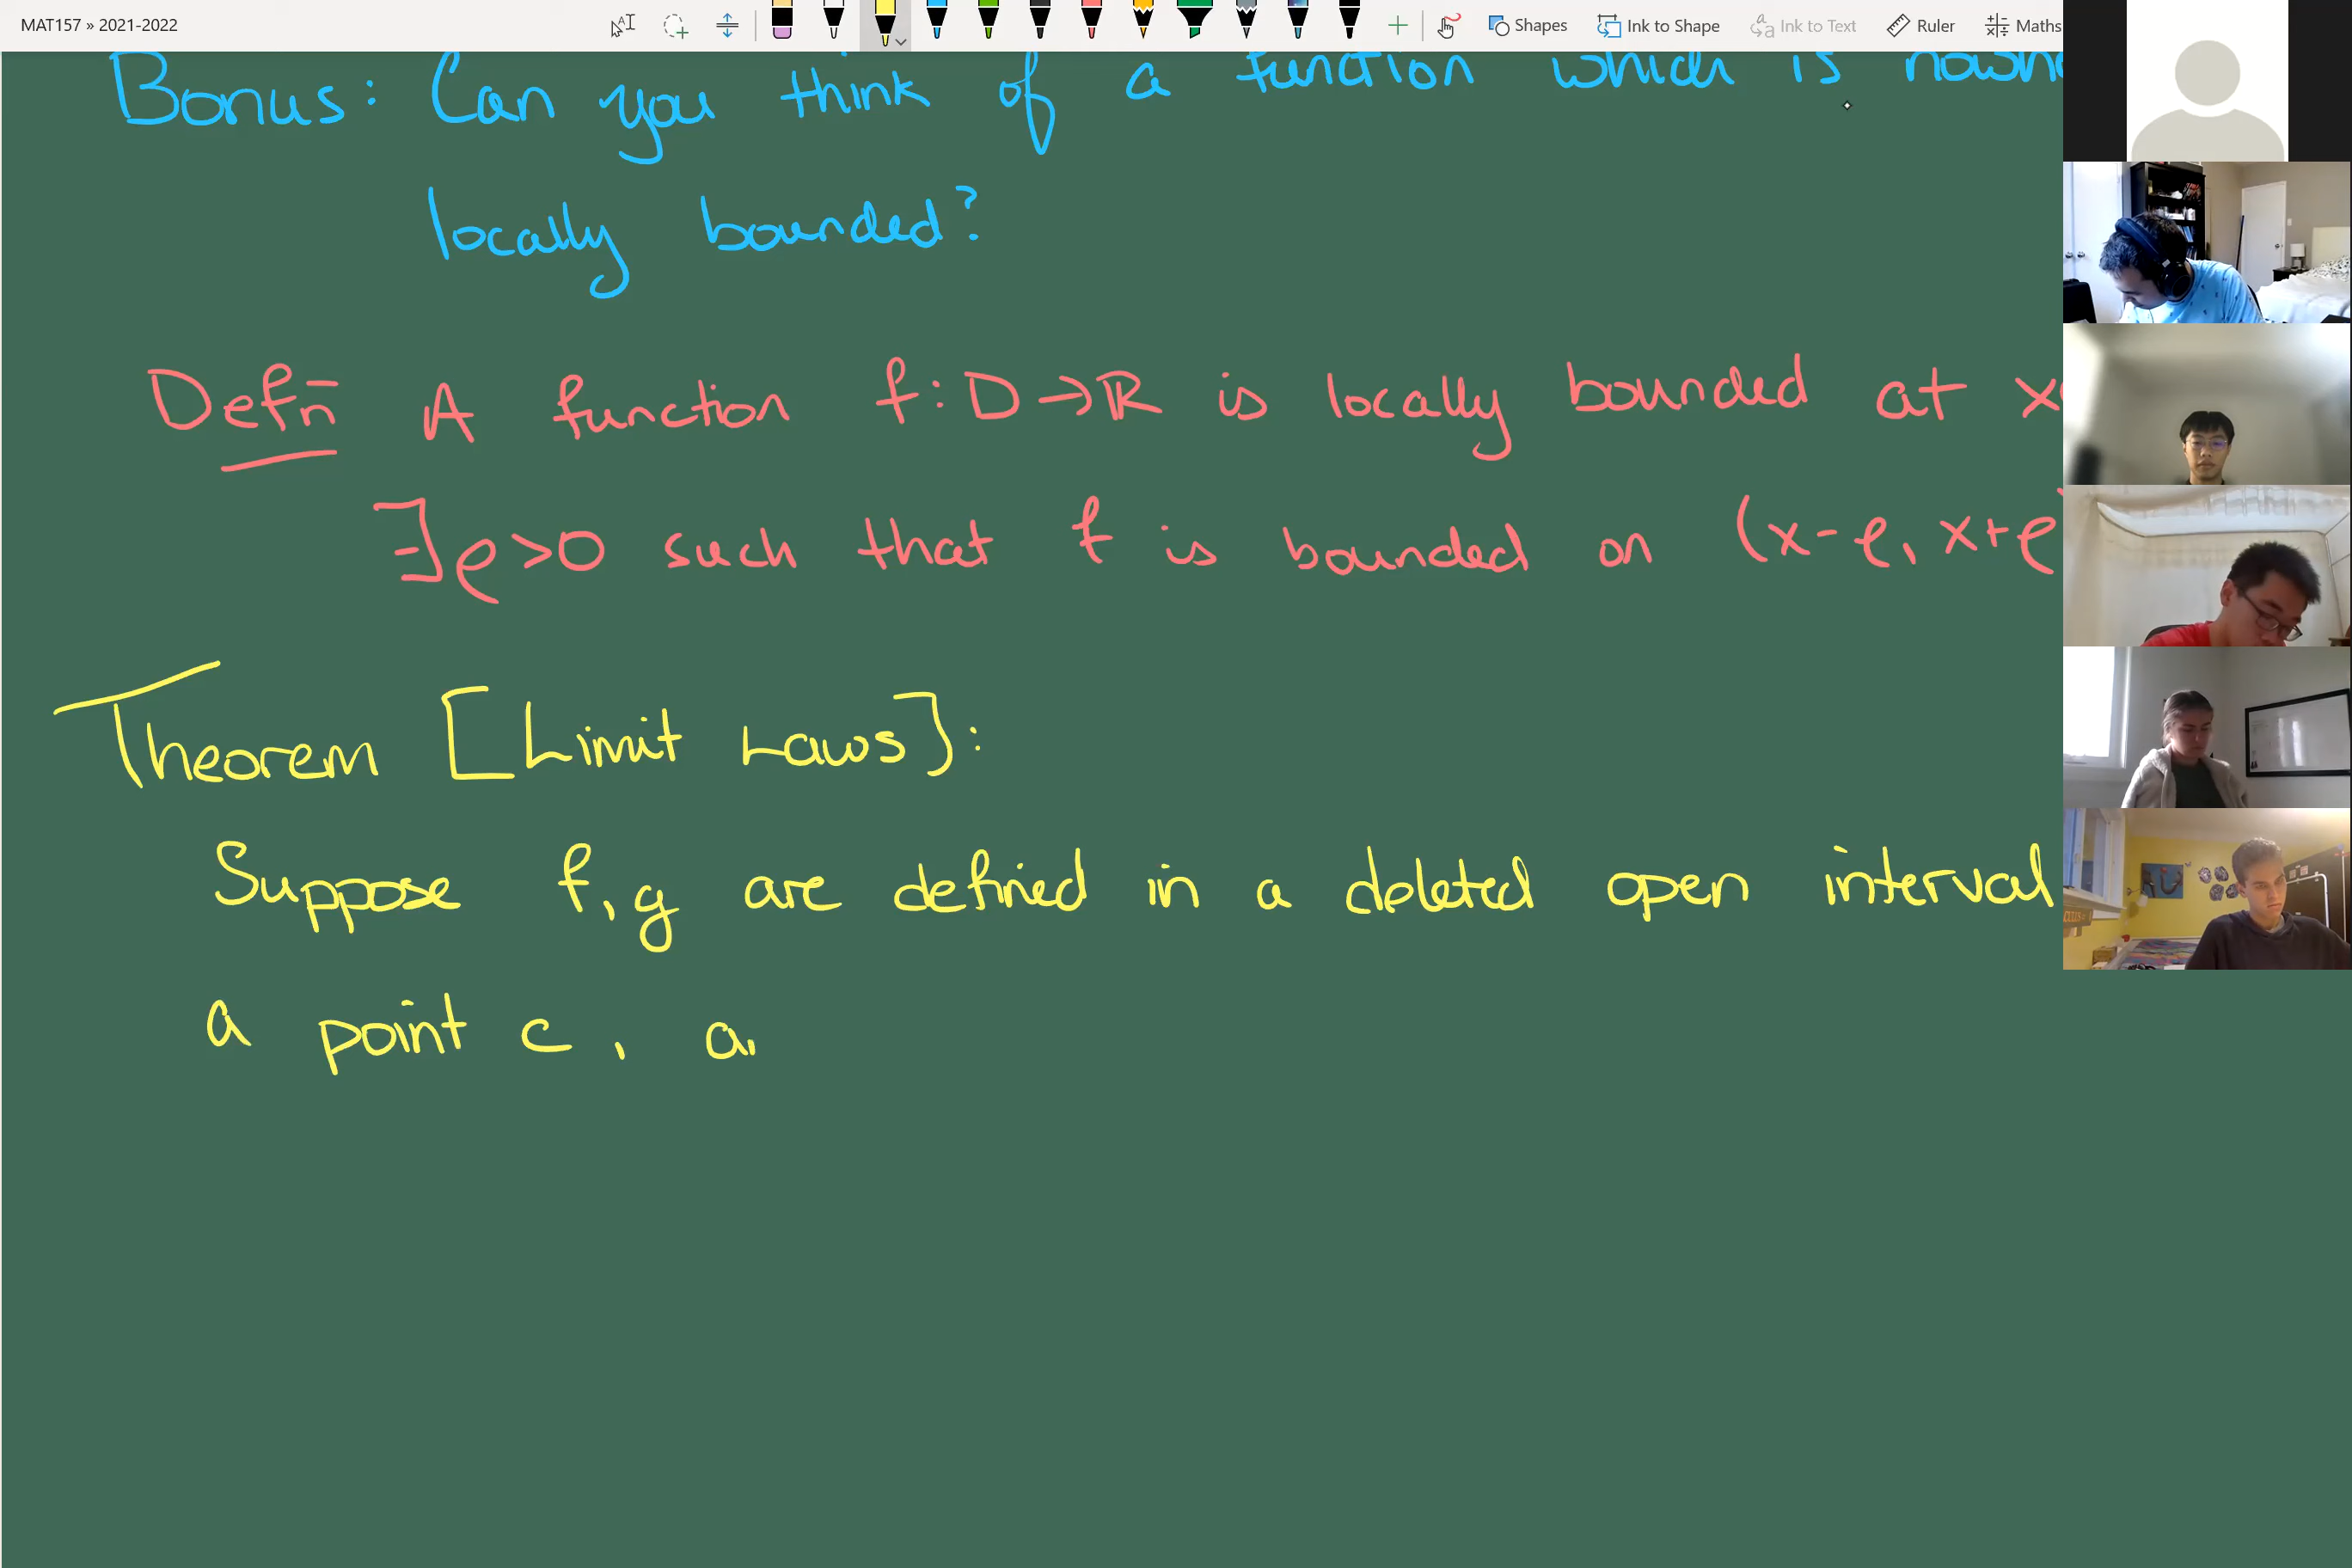 MAT157 » 2021-2022
Shapes Ink to Shape Ink to Text Ruler Maths
Bonus: Can you think of a function which is nowhe
locally bounded?
Defn A function f: D→ℝ is locally bounded at x
∃ρ>0 such that f is bounded on (x-ρ, x+ρ)
Theorem [Limit Laws]:
Suppose f, g are defined in a deleted open interval
a point c, a